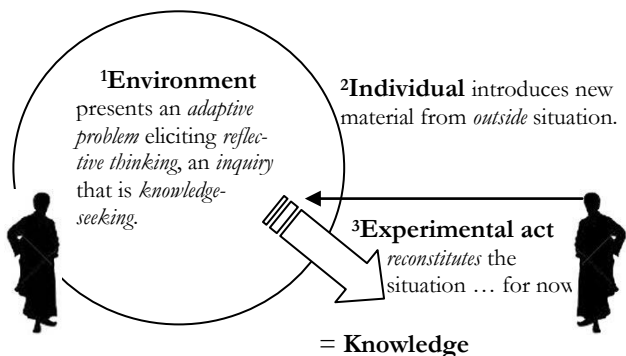 ¹Environment
presents an adaptive
problem eliciting reflec-
tive thinking, an inquiry
that is knowledge-
seeking.
²Individual introduces new
material from outside situation.
³Experimental act
reconstitutes the
situation … for now
= Knowledge